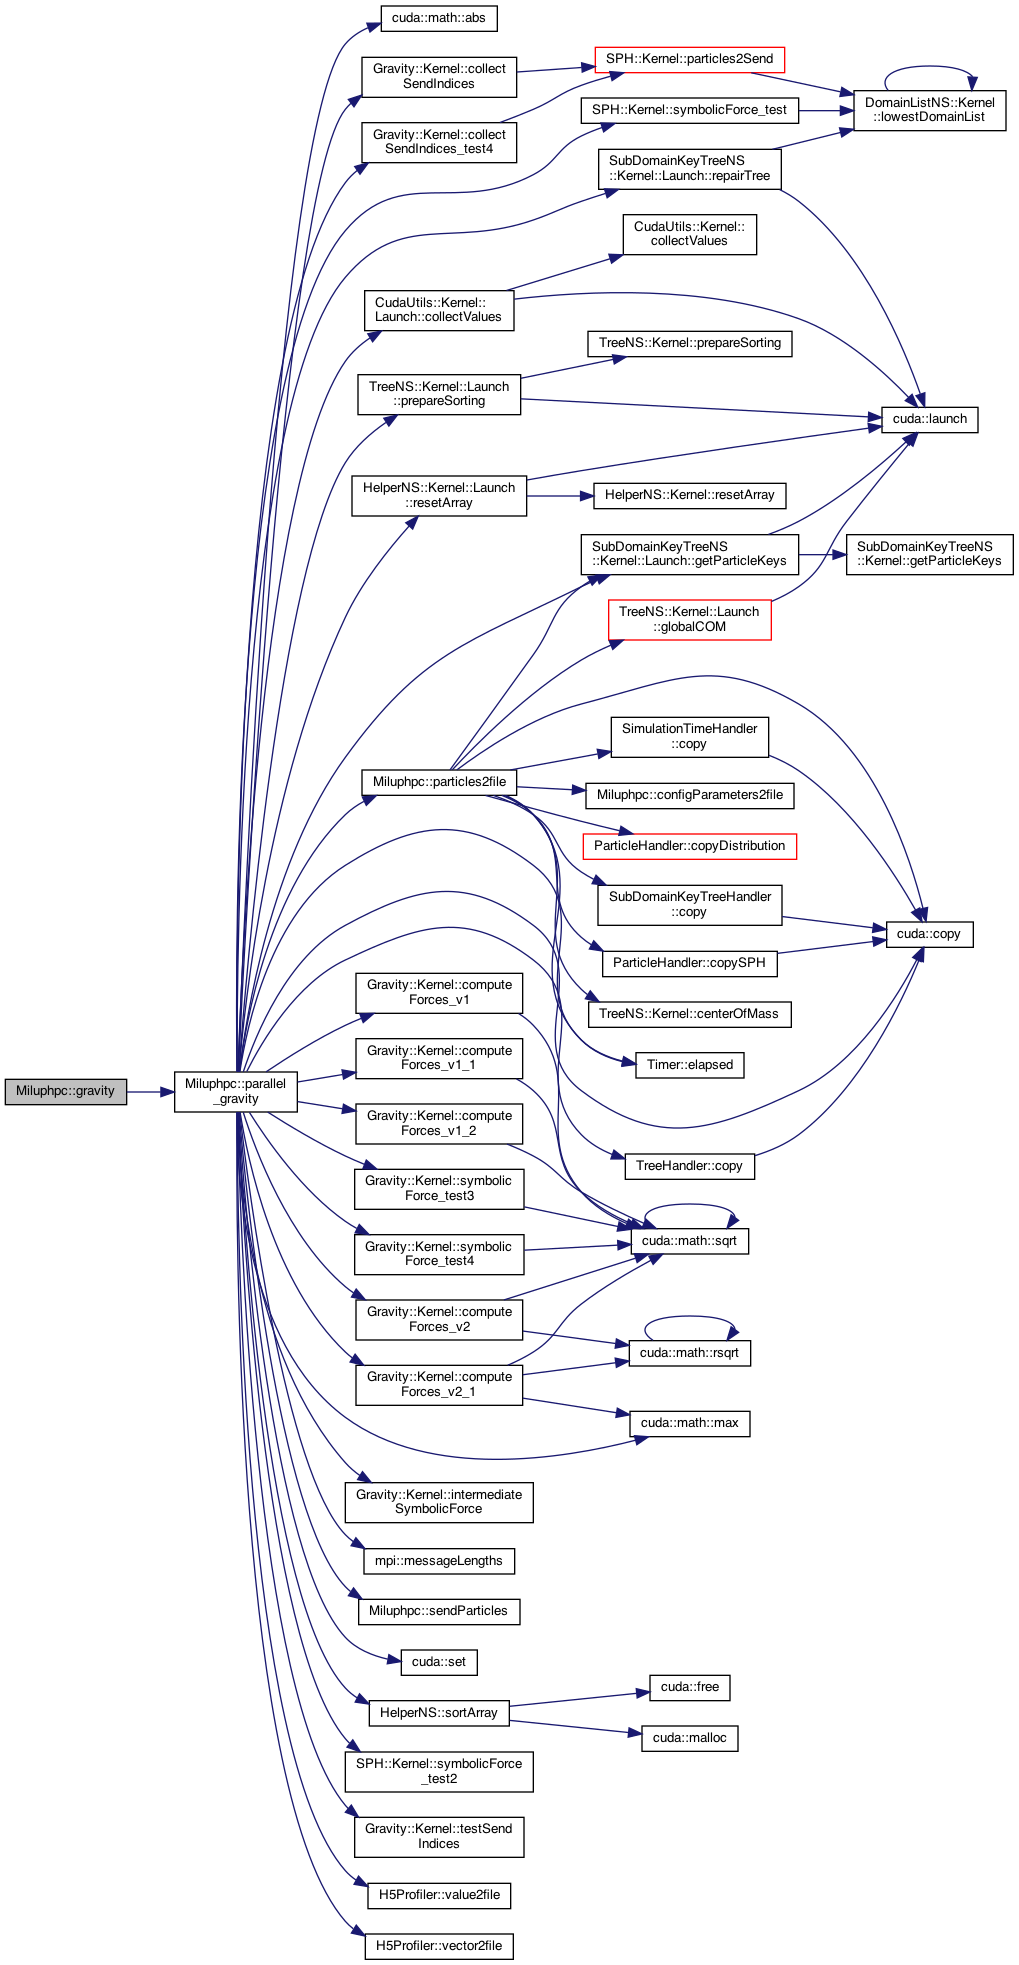 Miluphpc::gravity
Miluphpc::parallel
_gravity
cuda::math::abs
Gravity::Kernel::collect
SendIndices
Gravity::Kernel::collect
SendIndices_test4
CudaUtils::Kernel::
Launch::collectValues
TreeNS::Kernel::Launch
::prepareSorting
HelperNS::Kernel::Launch
::resetArray
Miluphpc::particles2file
Gravity::Kernel::compute
Forces_v1
Gravity::Kernel::compute
Forces_v1_1
Gravity::Kernel::compute
Forces_v1_2
Gravity::Kernel::symbolic
Force_test3
Gravity::Kernel::symbolic
Force_test4
Gravity::Kernel::compute
Forces_v2
Gravity::Kernel::compute
Forces_v2_1
Gravity::Kernel::intermediate
SymbolicForce
mpi::messageLengths
Miluphpc::sendParticles
cuda::set
HelperNS::sortArray
SPH::Kernel::symbolicForce
_test2
Gravity::Kernel::testSend
Indices
H5Profiler::value2file
H5Profiler::vector2file
SPH::Kernel::particles2Send
SPH::Kernel::symbolicForce_test
SubDomainKeyTreeNS
::Kernel::Launch::repairTree
CudaUtils::Kernel::
collectValues
TreeNS::Kernel::prepareSorting
HelperNS::Kernel::resetArray
SubDomainKeyTreeNS
::Kernel::Launch::getParticleKeys
TreeNS::Kernel::Launch
::globalCOM
SimulationTimeHandler
::copy
Miluphpc::configParameters2file
ParticleHandler::copyDistribution
SubDomainKeyTreeHandler
::copy
ParticleHandler::copySPH
TreeNS::Kernel::centerOfMass
Timer::elapsed
TreeHandler::copy
cuda::math::sqrt
cuda::math::rsqrt
cuda::math::max
cuda::free
cuda::malloc
DomainListNS::Kernel
::lowestDomainList
cuda::launch
SubDomainKeyTreeNS
::Kernel::getParticleKeys
cuda::copy